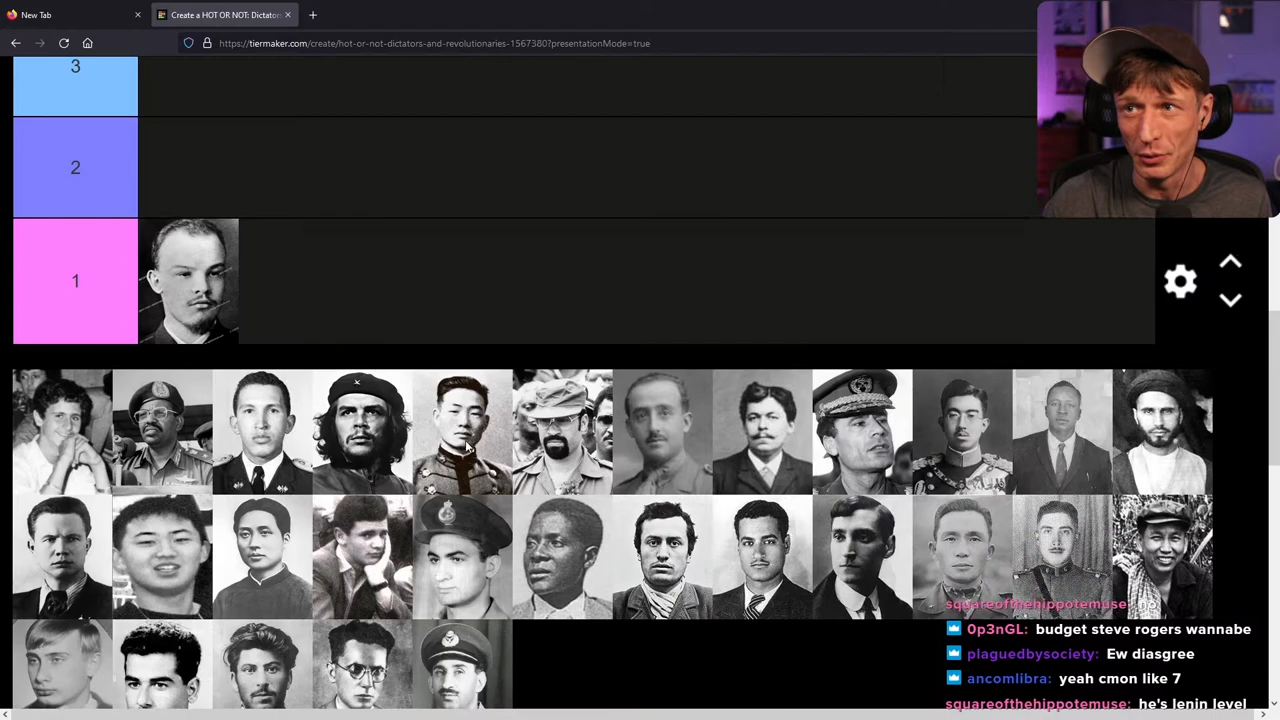 New Tab
Create a HOT OR NOT: Dictator
https://tiermaker.com/create/hot-or-not-dictators-and-revolutionaries-1567380?presentationMode=true
3
2
1
squareofthehippotemuse: no
0p3nGL: budget steve rogers wannabe
plaguedbysociety: Ew diasgree
ancomlibra: yeah cmon like 7
squareofthehippotemuse: he's lenin level